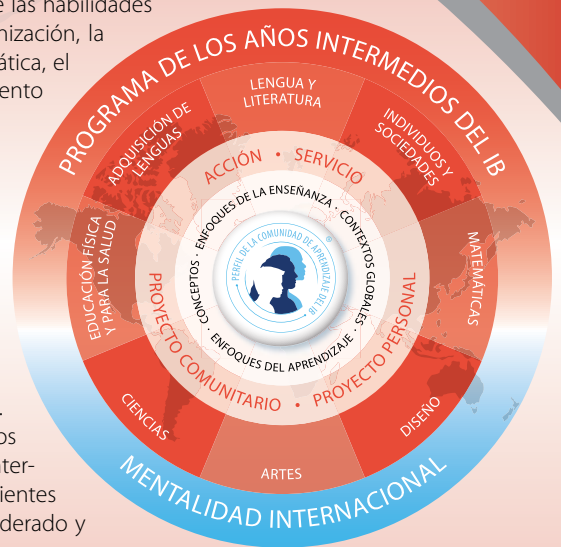 e las habilidades
nización, la
ática, el
ento
PROGRAMA DE LOS AÑOS INTERMEDIOS DEL IB
LENGUA Y
LITERATURA
ADQUISICIÓN DE
LENGUAS
INDIVIDUOS Y
SOCIEDADES
EDUCACIÓN FÍSICA
Y PARA LA SALUD
MATEMÁTICAS
CIENCIAS
ARTES
DISEÑO
ACCIÓN • SERVICIO
PROYECTO COMUNITARIO • PROYECTO PERSONAL
CONCEPTOS · ENFOQUES DE LA ENSEÑANZA · CONTEXTOS GLOBALES · ENFOQUES DEL APRENDIZAJE ·
• PERFIL DE LA COMUNIDAD DE APRENDIZAJE DEL IB • ®
MENTALIDAD INTERNACIONAL
.
os
nter-
ientes
derado y